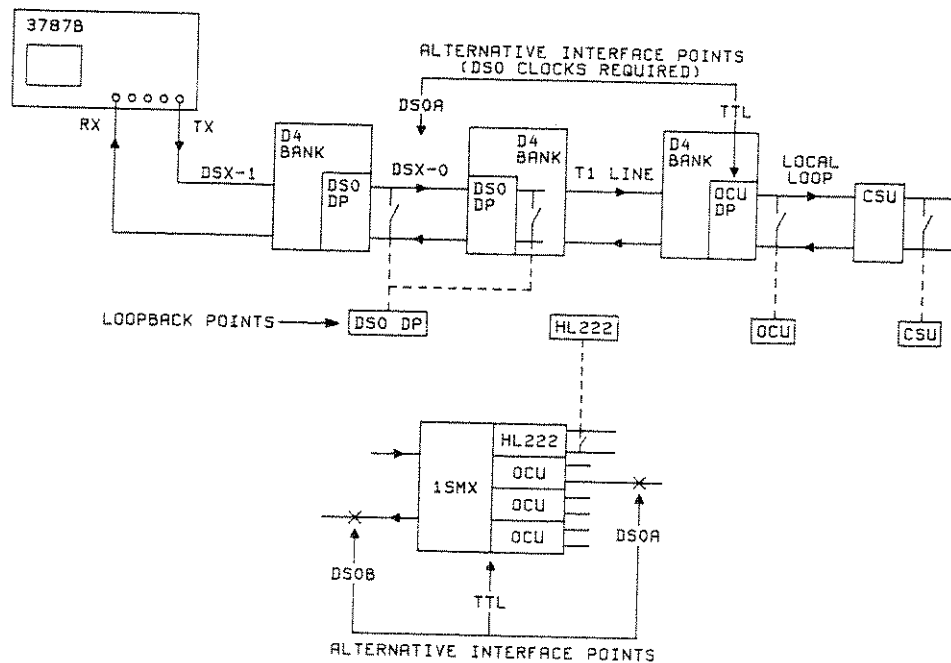 3787B
RX
TX
ALTERNATIVE INTERFACE POINTS
(DS0 CLOCKS REQUIRED)
DS0A
TTL
DSX-1
D4
BANK
DS0
DP
DSX-0
D4
BANK
DS0
DP
T1 LINE
D4
BANK
OCU
DP
LOCAL
LOOP
CSU
LOOPBACK POINTS
DS0 DP
HL222
OCU
CSU
1SMX
HL222
OCU
OCU
OCU
DS0B
TTL
DS0A
ALTERNATIVE INTERFACE POINTS